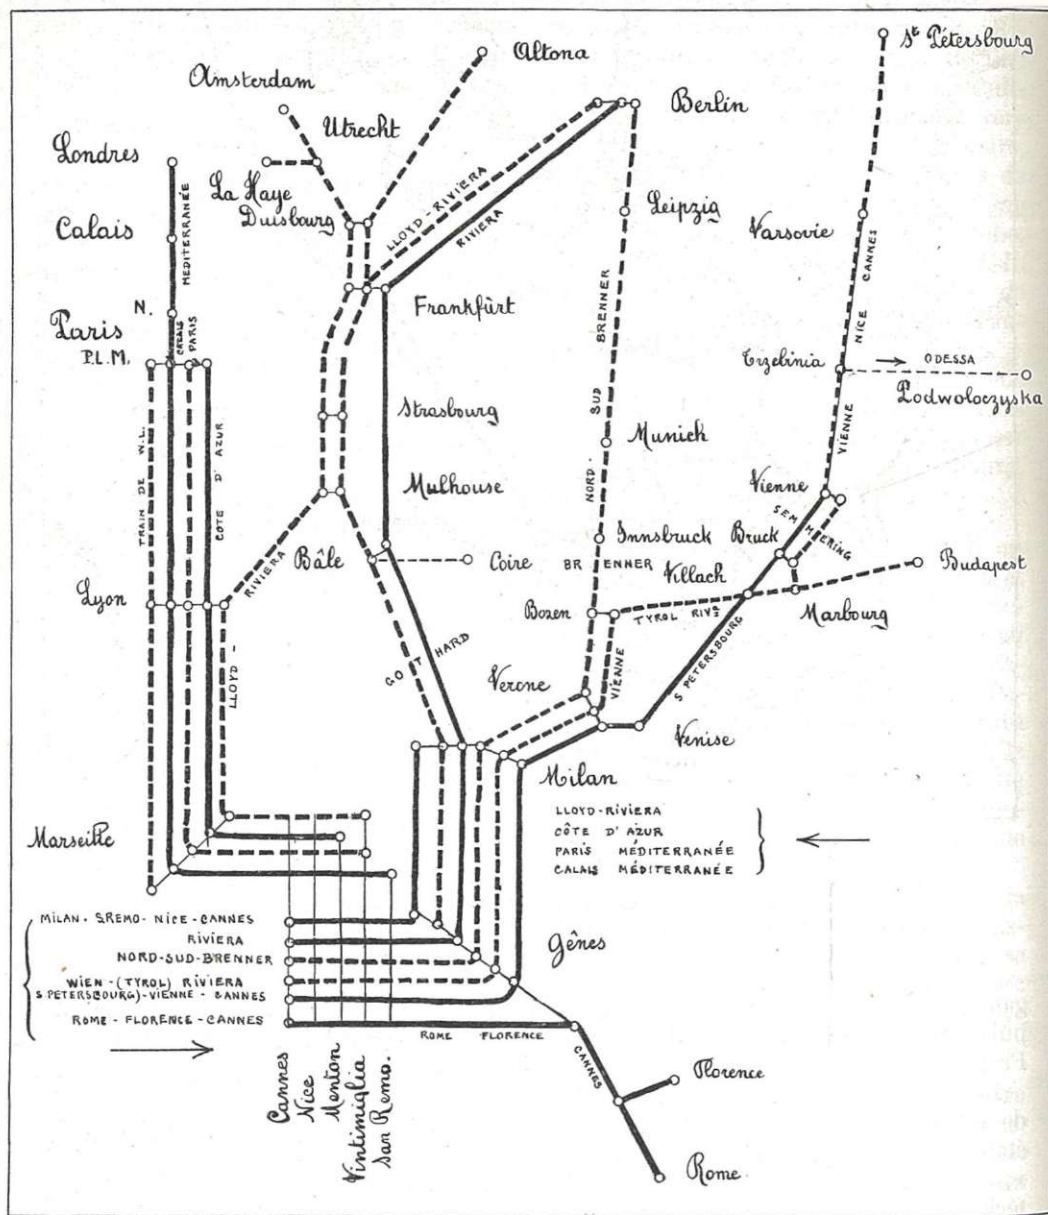 Sᵗ Pétersbourg
Altona
Amsterdam
Berlin
Utrecht
Londres
La Haye
Duisbourg
LLOYD-RIVIERA
RIVIERA
Leipzig
Varsovie
Calais
MEDITERRANÉE
CANNES
NICE
VIENNE
N.
Paris
P.L.M.
CALAIS
PARIS
Frankfürt
BRENNER
SUD
NORD-
Trzebinia
ODESSA
Podwoloczyska
Strasbourg
Munich
TRAIN DE W.L.
CÔTE D'AZUR
Mulhouse
Vienne
SEMMERING
Innsbruck
Bruck
Bâle
Coire
BRENNER
Villach
Budapest
RIVIERA
Lyon
Bozen
TYROL RIVᴬ
Marbourg
LLOYD-
GOTHARD
VIENNE
S PETERSBOURG
Verone
Venise
Milan
Marseille
LLOYD-RIVIERA
CÔTE D'AZUR
PARIS MÉDITERRANÉE
CALAIS MÉDITERRANÉE
MILAN-SREMO-NICE-CANNES
RIVIERA
NORD-SUD-BRENNER
WIEN-(TYROL) RIVIERA
S.PETERSBOURG)-VIENNE-CANNES
ROME-FLORENCE-CANNES
Gênes
ROME FLORENCE
CANNES
Cannes
Nice
Menton
Vintimiglia
San Remo.
Florence
Rome